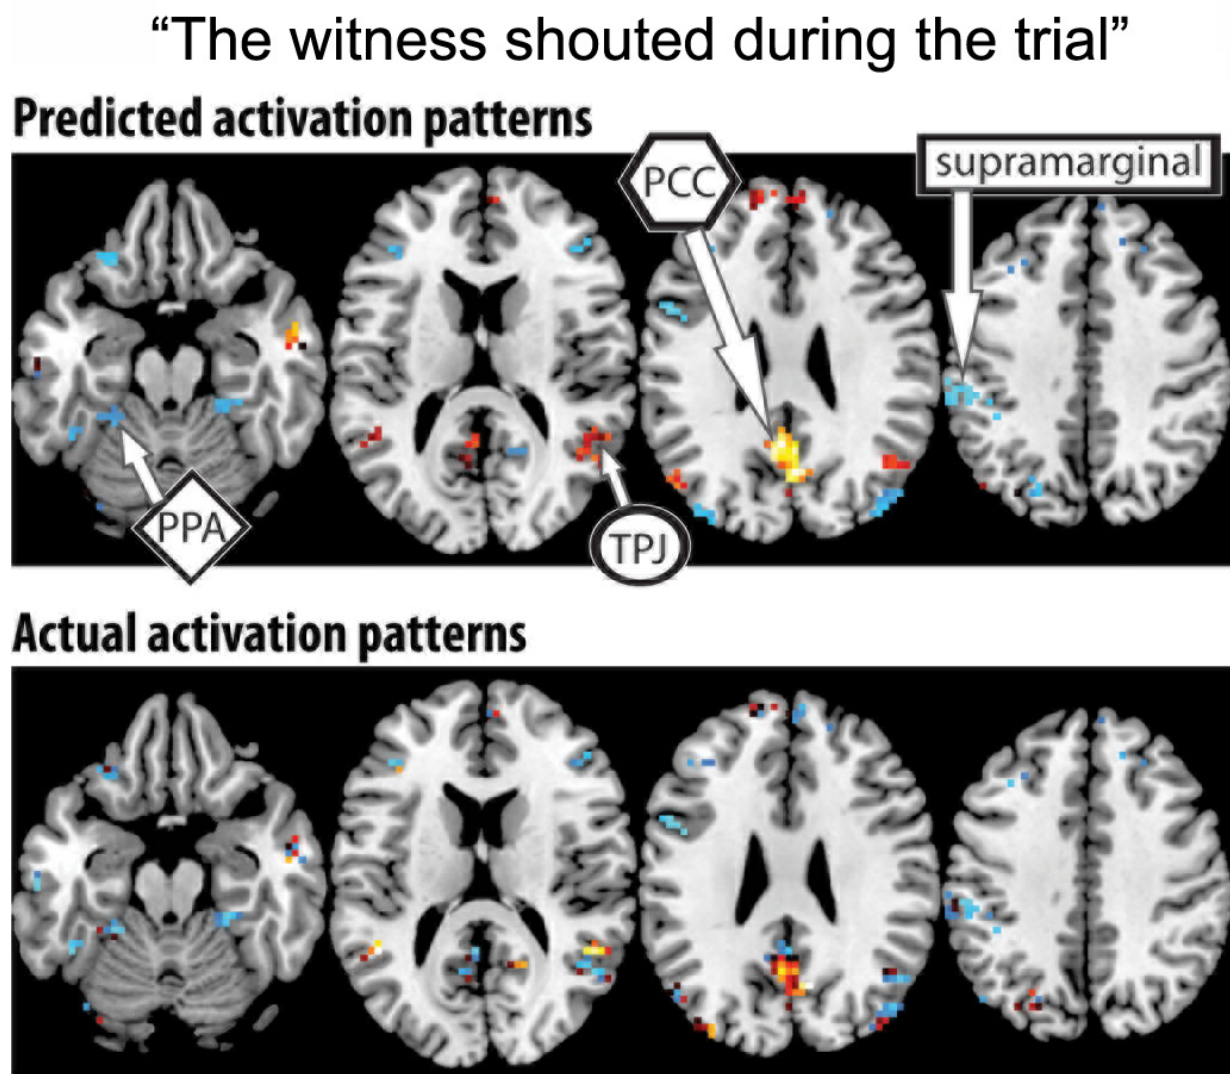 “The witness shouted during the trial”
Predicted activation patterns
PCC
supramarginal
PPA
TPJ
Actual activation patterns